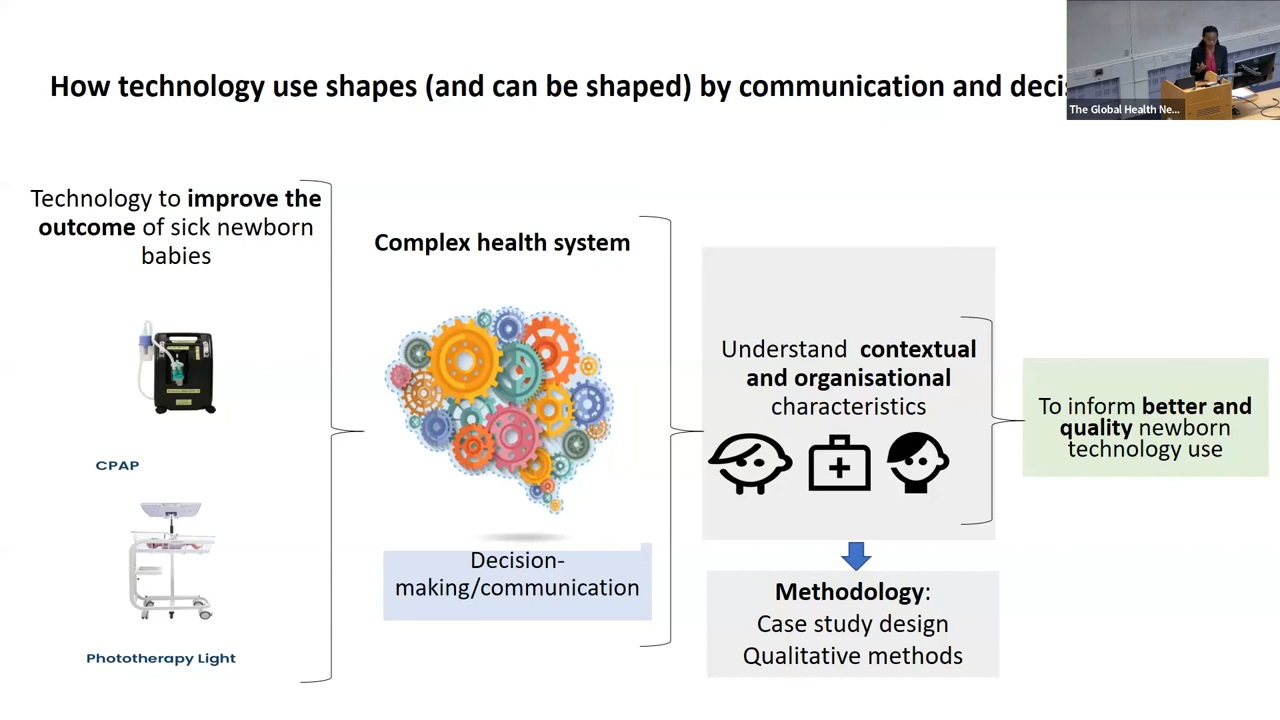 How technology use shapes (and can be shaped) by communication and deci
The Global Health Ne...
Technology to improve the
outcome of sick newborn
babies
CPAP
Phototherapy Light
Complex health system
Decision-
making/communication
Understand contextual
and organisational
characteristics
Methodology:
Case study design
Qualitative methods
To inform better and
quality newborn
technology use